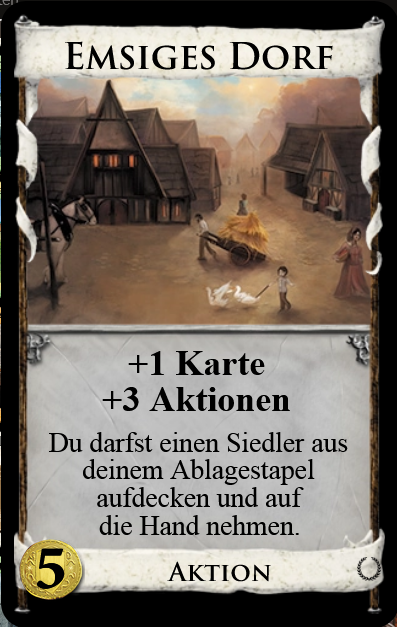 EMSIGES DORF
+1 Karte
+3 Aktionen
Du darfst einen Siedler aus
deinem Ablagestapel
aufdecken und auf
die Hand nehmen.
5
AKTION